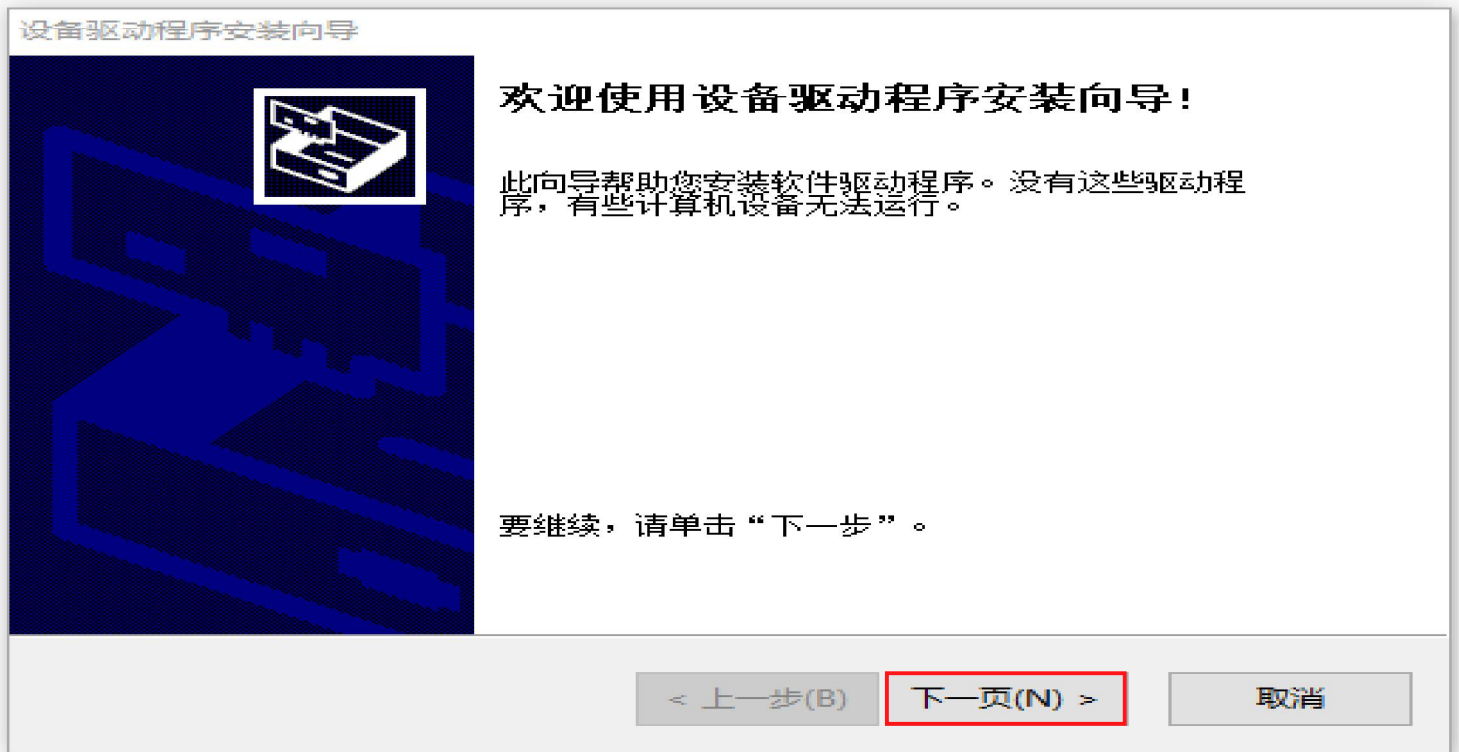 设备驱动程序安装向导
欢迎使用设备驱动程序安装向导!
此向导帮助您安装软件驱动程序。没有这些驱动程
序，有些计算机设备无法运行。
要继续，请单击“下一步”。
< 上一步(B)
下一页(N) >
取消